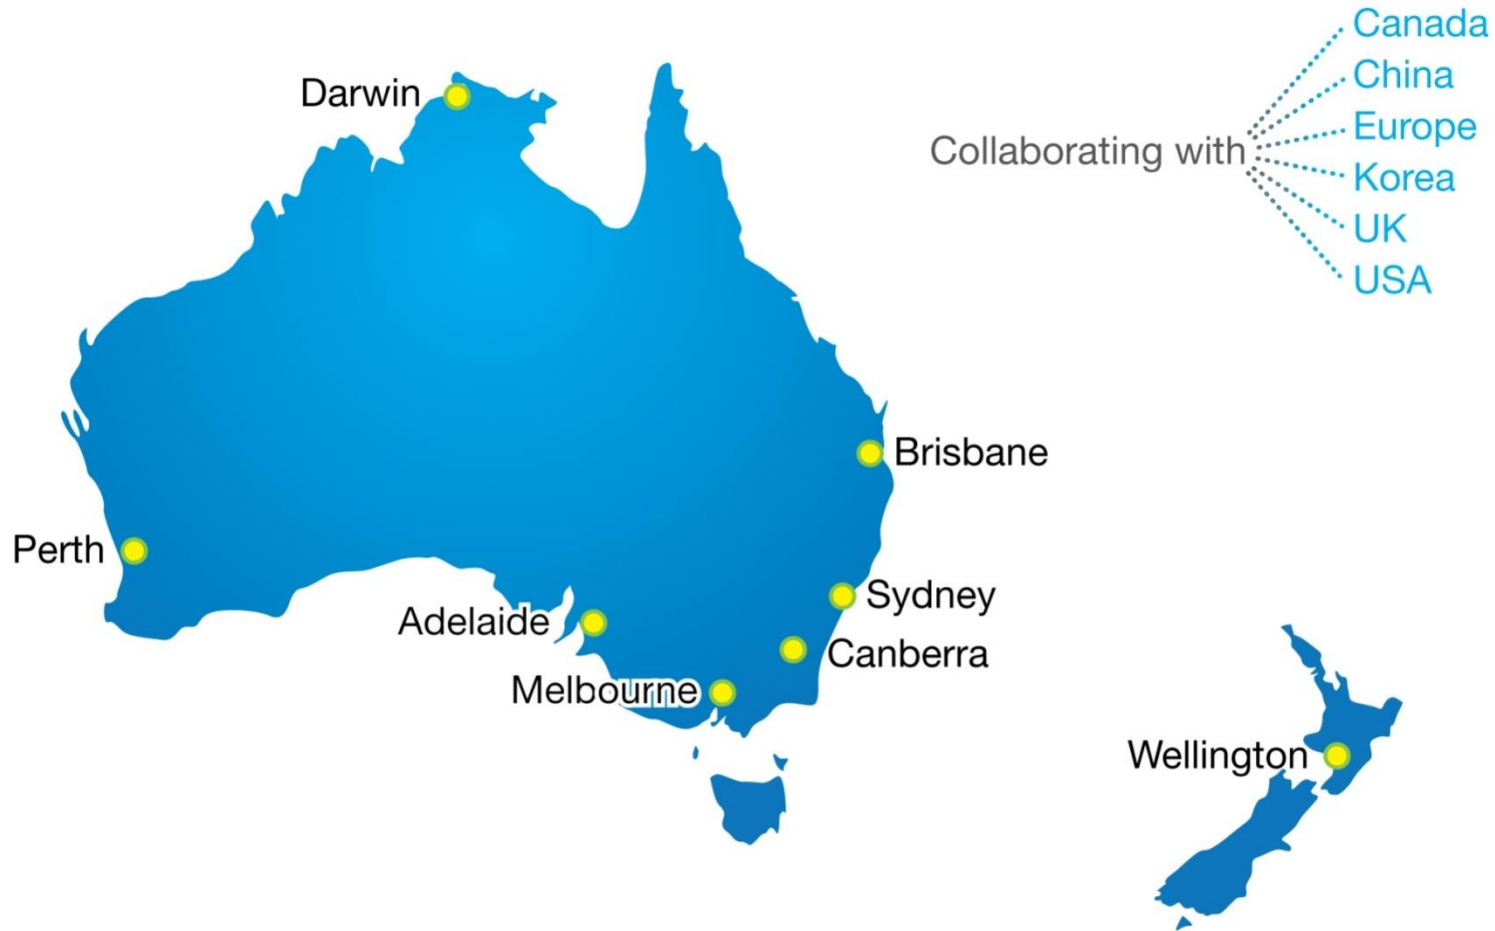 Canada
China
Europe
Korea
UK
USA
Collaborating with
Darwin
Brisbane
Perth
Sydney
Adelaide
Canberra
Melbourne
Wellington